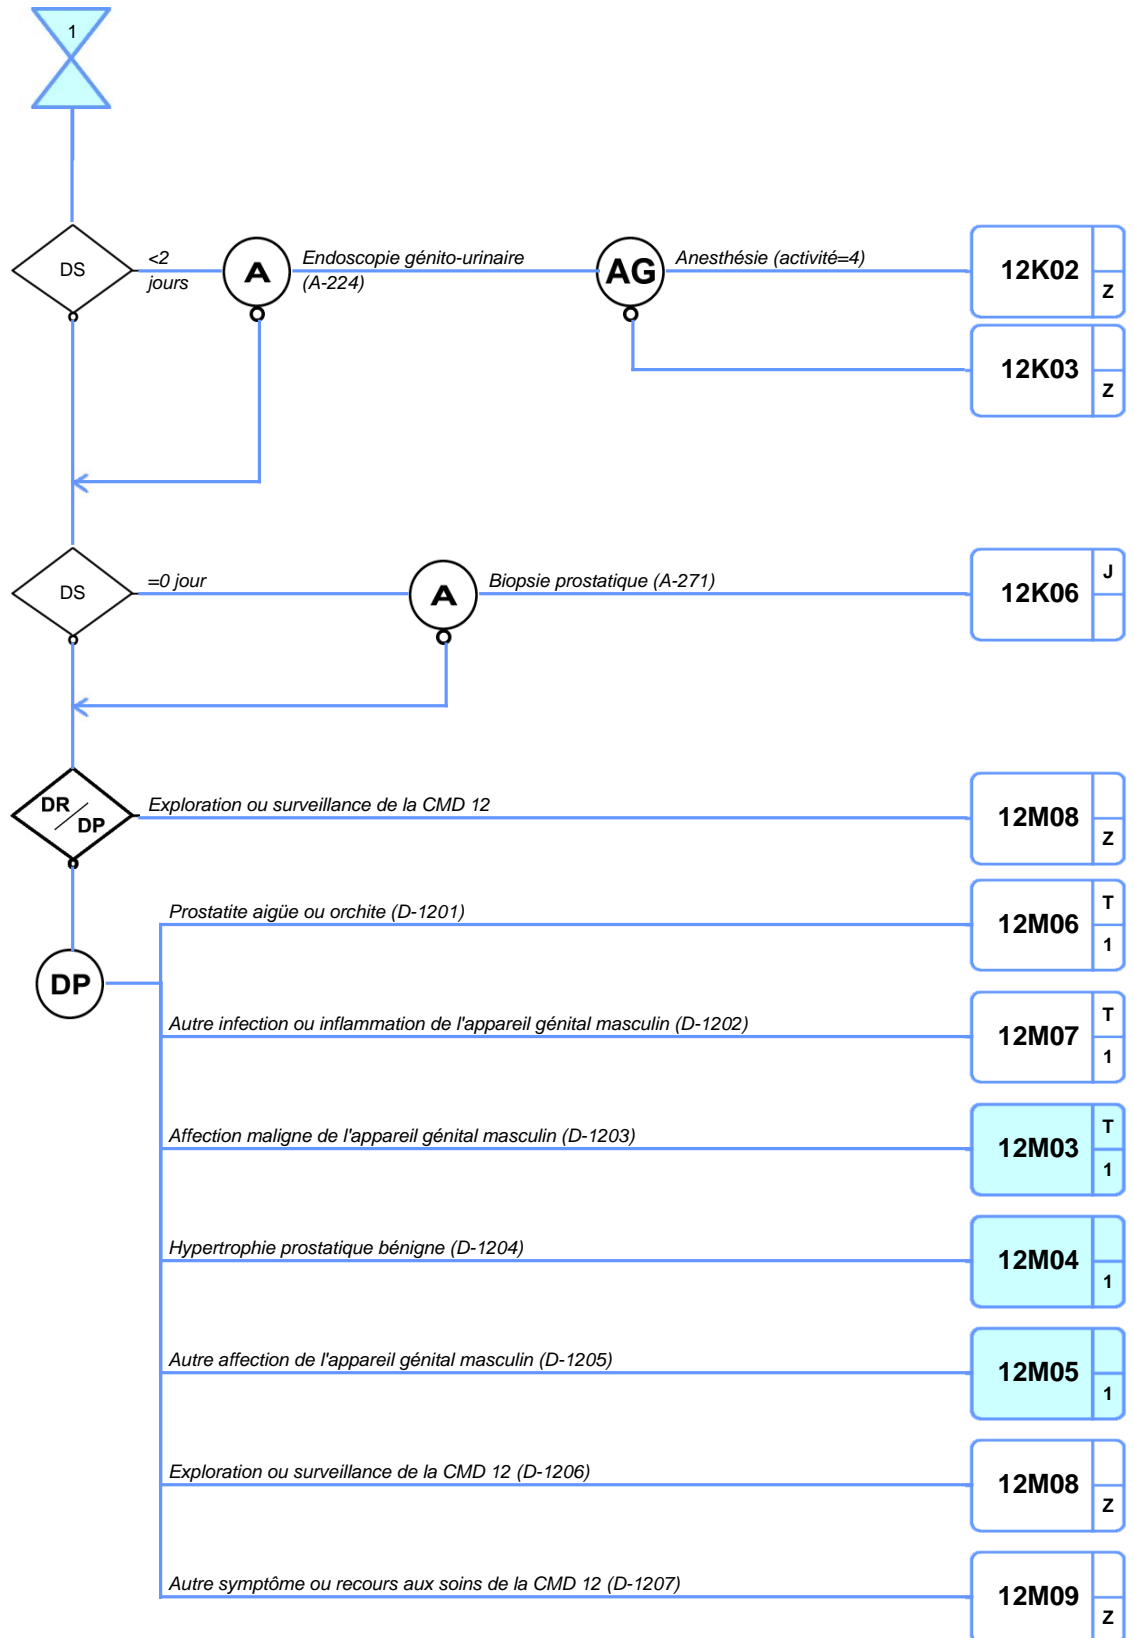 1
DS
<2
jours
A
Endoscopie génito-urinaire
(A-224)
AG
Anesthésie (activité=4)
12K02
Z
12K03
Z
DS
=0 jour
A
Biopsie prostatique (A-271)
12K06
J
DR
DP
Exploration ou surveillance de la CMD 12
12M08
Z
DP
Prostatite aigüe ou orchite (D-1201)
12M06
T
1
Autre infection ou inflammation de l'appareil génital masculin (D-1202)
12M07
T
1
Affection maligne de l'appareil génital masculin (D-1203)
12M03
T
1
Hypertrophie prostatique bénigne (D-1204)
12M04
1
Autre affection de l'appareil génital masculin (D-1205)
12M05
1
Exploration ou surveillance de la CMD 12 (D-1206)
12M08
Z
Autre symptôme ou recours aux soins de la CMD 12 (D-1207)
12M09
Z